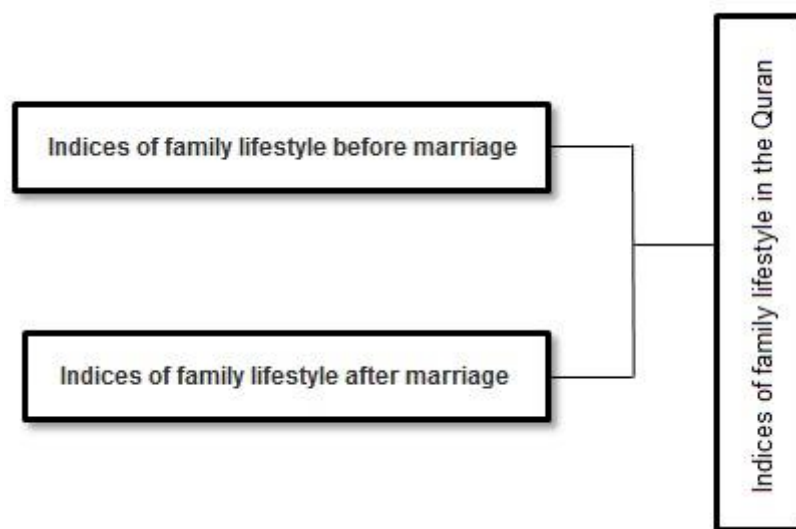 Indices of family lifestyle before marriage
Indices of family lifestyle after marriage
Indices of family lifestyle in the Quran